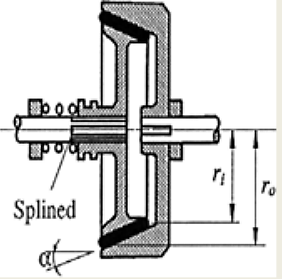 rᵢ
rₒ
Splined
α